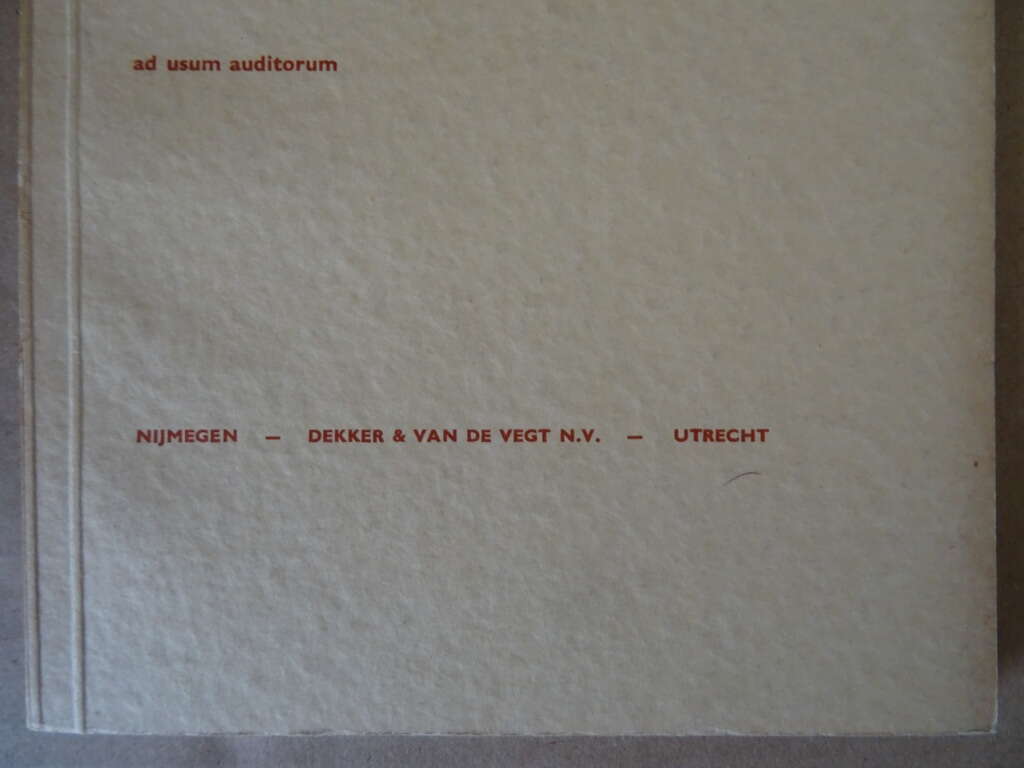 ad usum auditorum
NIJMEGEN — DEKKER & VAN DE VEGT N.V. — UTRECHT